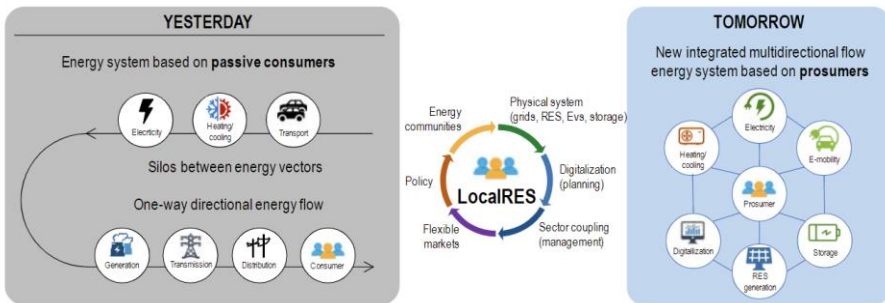 YESTERDAY
Energy system based on passive consumers
Electricity
Heating/
cooling
Transport
Silos between energy vectors
One-way directional energy flow
Generation
Transmission
Distribution
Consumer
Energy
communities
Physical system
(grids, RES, Evs, storage)
Policy
LocalRES
Digitalization
(planning)
Flexible
markets
Sector coupling
(management)
TOMORROW
New integrated multidirectional flow
energy system based on prosumers
Electricity
Heating/
cooling
E-mobility
Prosumer
Digitalization
Storage
RES
generation